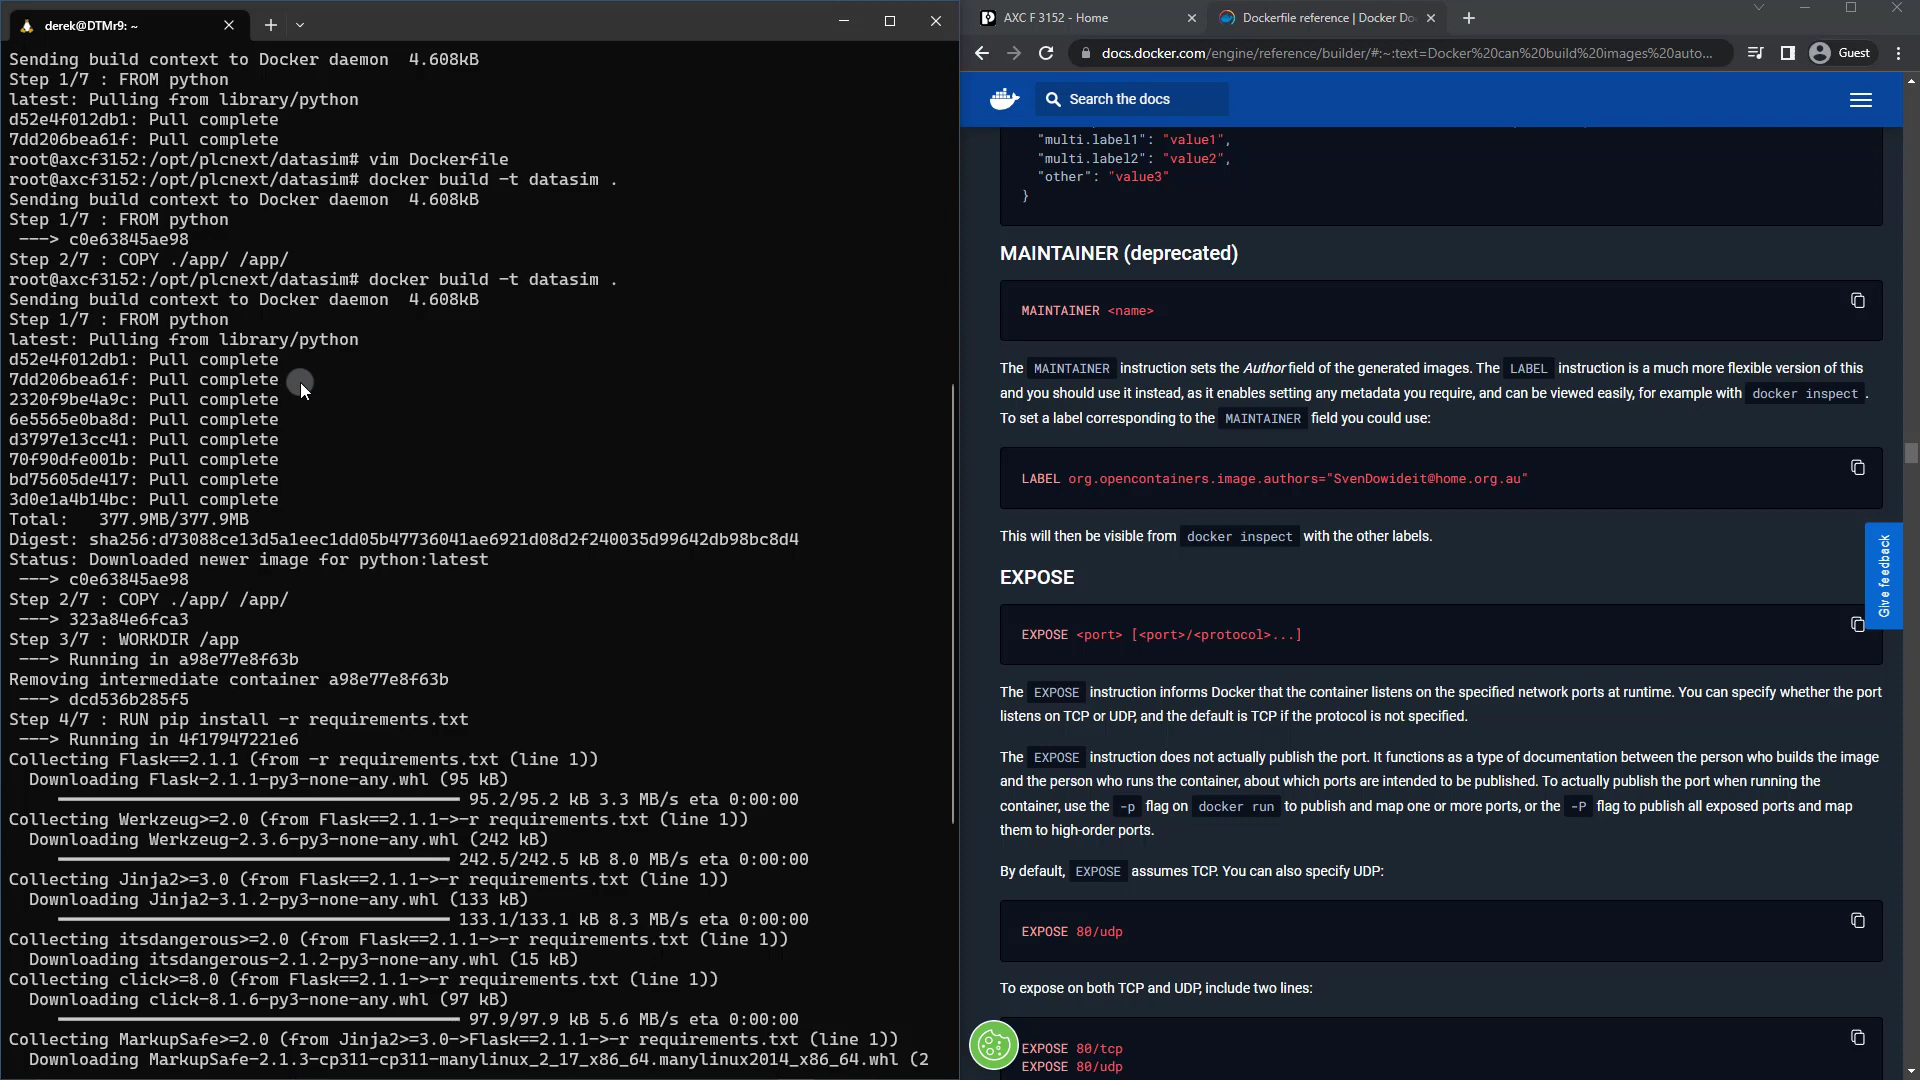 derek@DTMr9: ~
Sending build context to Docker daemon  4.608kB
Step 1/7 : FROM python
latest: Pulling from library/python
d52e4f012db1: Pull complete
7dd206bea61f: Pull complete
root@axcf3152:/opt/plcnext/datasim# vim Dockerfile
root@axcf3152:/opt/plcnext/datasim# docker build -t datasim .
Sending build context to Docker daemon  4.608kB
Step 1/7 : FROM python
 ---> c0e63845ae98
Step 2/7 : COPY ./app/ /app/
root@axcf3152:/opt/plcnext/datasim# docker build -t datasim .
Sending build context to Docker daemon  4.608kB
Step 1/7 : FROM python
latest: Pulling from library/python
d52e4f012db1: Pull complete
7dd206bea61f: Pull complete
2320f9be4a9c: Pull complete
6e5565e0ba8d: Pull complete
d3797e13cc41: Pull complete
70f90dfe001b: Pull complete
bd75605de417: Pull complete
3d0e1a4b14bc: Pull complete
Total:   377.9MB/377.9MB
Digest: sha256:d73088ce13d5a1eec1dd05b47736041ae6921d08d2f240035d99642db98bc8d4
Status: Downloaded newer image for python:latest
 ---> c0e63845ae98
Step 2/7 : COPY ./app/ /app/
 ---> 323a84e6fca3
Step 3/7 : WORKDIR /app
 ---> Running in a98e77e8f63b
Removing intermediate container a98e77e8f63b
 ---> dcd536b285f5
Step 4/7 : RUN pip install -r requirements.txt
 ---> Running in 4f17947221e6
Collecting Flask==2.1.1 (from -r requirements.txt (line 1))
  Downloading Flask-2.1.1-py3-none-any.whl (95 kB)
95.2/95.2 kB 3.3 MB/s eta 0:00:00
Collecting Werkzeug>=2.0 (from Flask==2.1.1->-r requirements.txt (line 1))
  Downloading Werkzeug-2.3.6-py3-none-any.whl (242 kB)
242.5/242.5 kB 8.0 MB/s eta 0:00:00
Collecting Jinja2>=3.0 (from Flask==2.1.1->-r requirements.txt (line 1))
  Downloading Jinja2-3.1.2-py3-none-any.whl (133 kB)
133.1/133.1 kB 8.3 MB/s eta 0:00:00
Collecting itsdangerous>=2.0 (from Flask==2.1.1->-r requirements.txt (line 1))
  Downloading itsdangerous-2.1.2-py3-none-any.whl (15 kB)
Collecting click>=8.0 (from Flask==2.1.1->-r requirements.txt (line 1))
  Downloading click-8.1.6-py3-none-any.whl (97 kB)
97.9/97.9 kB 5.6 MB/s eta 0:00:00
Collecting MarkupSafe>=2.0 (from Jinja2>=3.0->Flask==2.1.1->-r requirements.txt (line 1))
  Downloading MarkupSafe-2.1.3-cp311-cp311-manylinux_2_17_x86_64.manylinux2014_x86_64.whl (2
AXC F 3152 - Home
Dockerfile reference | Docker Do
docs.docker.com/engine/reference/builder/#:~:text=Docker%20can%20build%20images%20auto...
Guest
Search the docs
"multi.label1": "value1",
"multi.label2": "value2",
"other": "value3"
}
MAINTAINER (deprecated)
MAINTAINER <name>
The MAINTAINER instruction sets the Author field of the generated images. The LABEL instruction is a much more flexible version of this
and you should use it instead, as it enables setting any metadata you require, and can be viewed easily, for example with docker inspect .
To set a label corresponding to the MAINTAINER field you could use:
LABEL org.opencontainers.image.authors="SvenDowideit@home.org.au"
This will then be visible from docker inspect with the other labels.
EXPOSE
EXPOSE <port> [<port>/<protocol>...]
The EXPOSE instruction informs Docker that the container listens on the specified network ports at runtime. You can specify whether the port
listens on TCP or UDP, and the default is TCP if the protocol is not specified.
The EXPOSE instruction does not actually publish the port. It functions as a type of documentation between the person who builds the image
and the person who runs the container, about which ports are intended to be published. To actually publish the port when running the
container, use the -p flag on docker run to publish and map one or more ports, or the -P flag to publish all exposed ports and map
them to high-order ports.
By default, EXPOSE assumes TCP. You can also specify UDP:
EXPOSE 80/udp
To expose on both TCP and UDP, include two lines:
EXPOSE 80/tcp
EXPOSE 80/udp
Give feedback